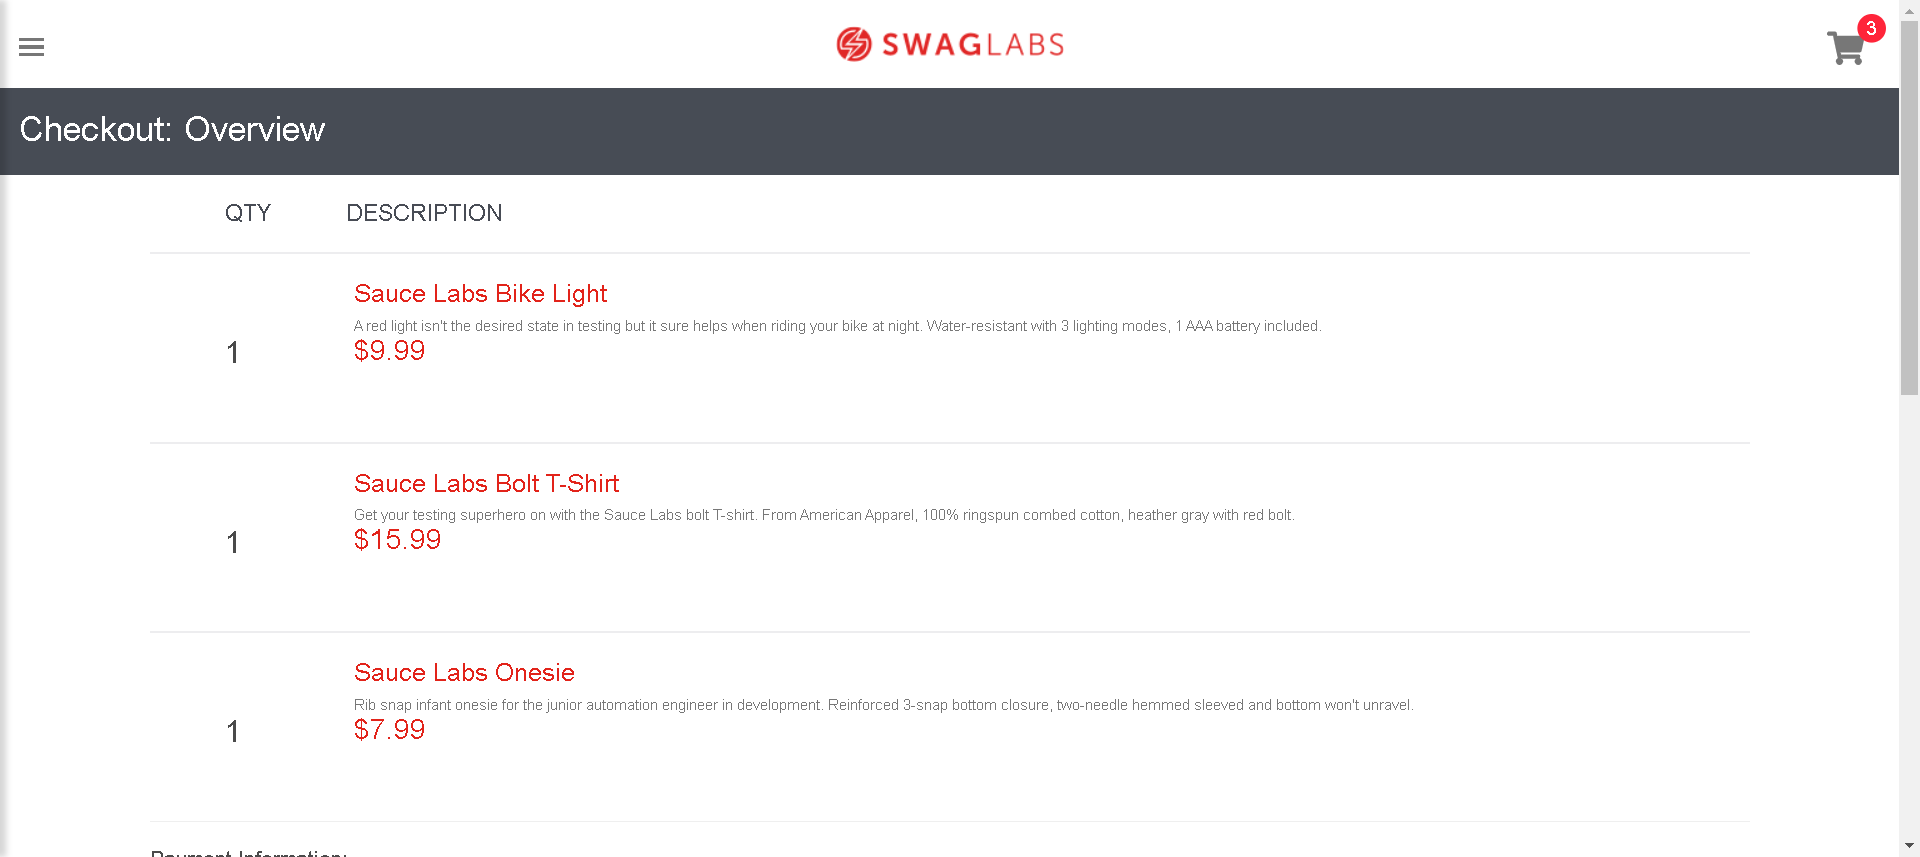 SWAGLABS
3
Checkout: Overview
QTY DESCRIPTION
Sauce Labs Bike Light
A red light isn't the desired state in testing but it sure helps when riding your bike at night. Water-resistant with 3 lighting modes, 1 AAA battery included.
1
$9.99
Sauce Labs Bolt T-Shirt
Get your testing superhero on with the Sauce Labs bolt T-shirt. From American Apparel, 100% ringspun combed cotton, heather gray with red bolt.
1
$15.99
Sauce Labs Onesie
Rib snap infant onesie for the junior automation engineer in development. Reinforced 3-snap bottom closure, two-needle hemmed sleeved and bottom won't unravel.
1
$7.99
Payment Information: